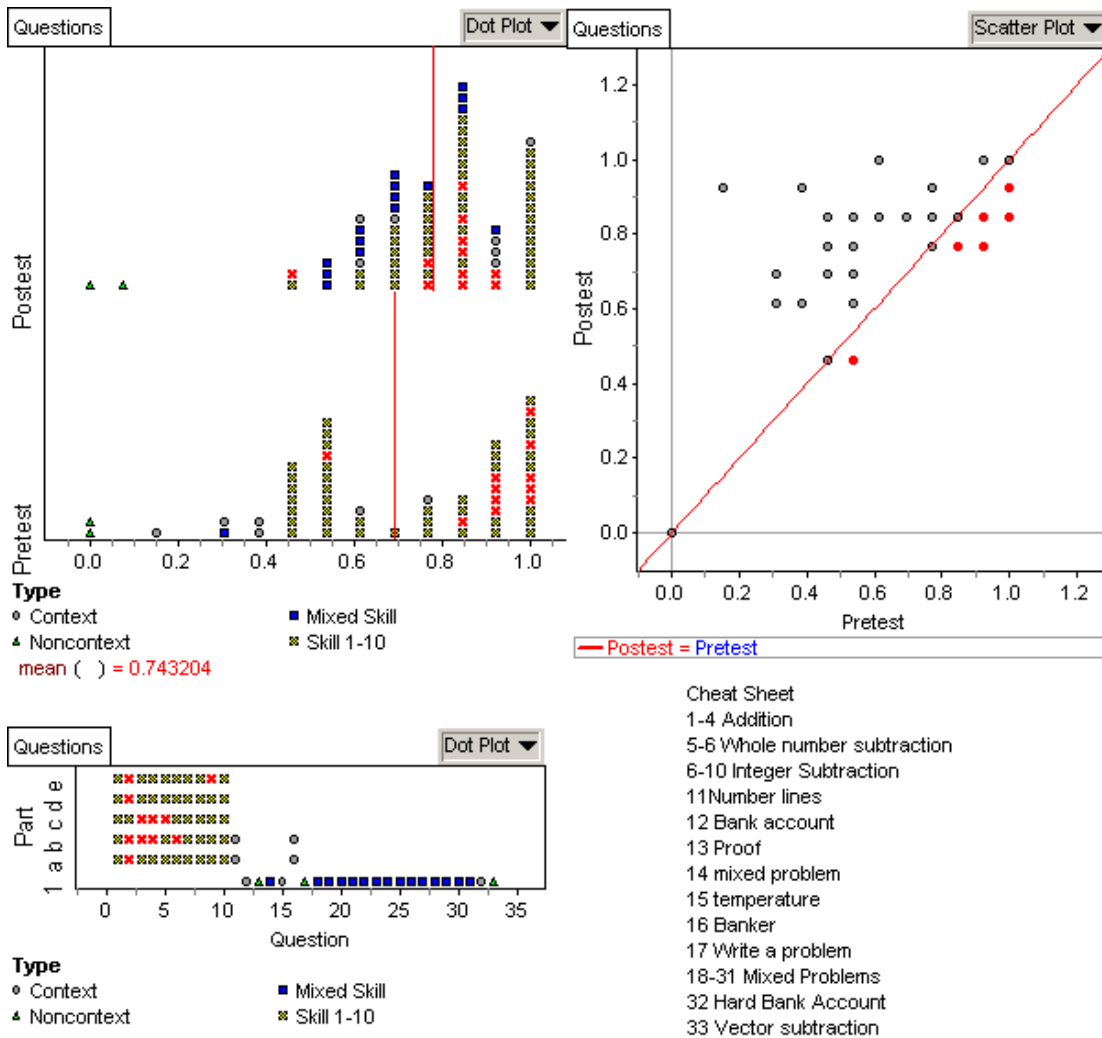 Questions
Dot Plot
Postest
Pretest
0.0 0.2 0.4 0.6 0.8 1.0
Type
Context
Mixed Skill
Noncontext
Skill 1-10
mean ( ) = 0.743204
Questions
Scatter Plot
Postest
1.2
1.0
0.8
0.6
0.4
0.2
0.0
0.0 0.2 0.4 0.6 0.8 1.0 1.2
Pretest
Postest = Pretest
Questions
Dot Plot
Part
1 a b c d e
0 5 10 15 20 25 30 35
Question
Type
Context
Mixed Skill
Noncontext
Skill 1-10
Cheat Sheet
1-4 Addition
5-6 Whole number subtraction
6-10 Integer Subtraction
11Number lines
12 Bank account
13 Proof
14 mixed problem
15 temperature
16 Banker
17 Write a problem
18-31 Mixed Problems
32 Hard Bank Account
33 Vector subtraction